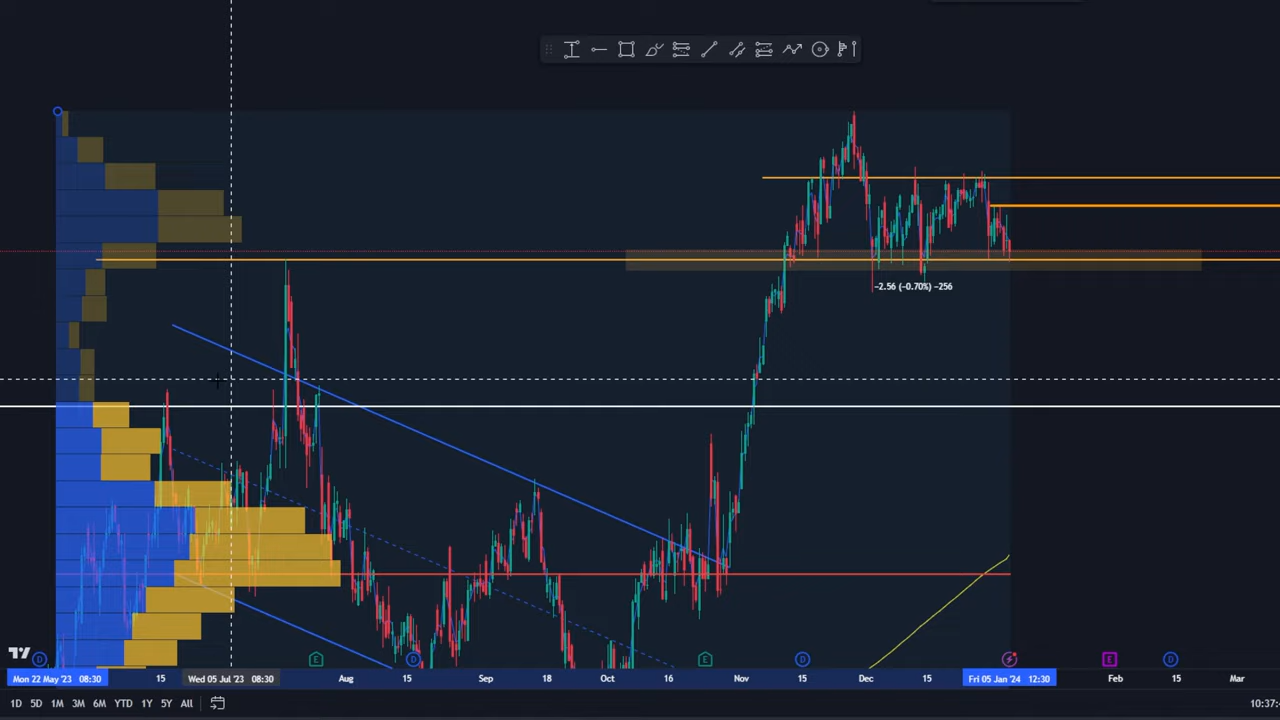 −2.56 (−0.70%) −256
D E D E D E D
Mon 22 May '23 08:30 15 Wed 05 Jul '23 08:30 Aug 15 Sep 18 Oct 16 Nov 15 Dec 15 Fri 05 Jan '24 12:30 Feb 15 Mar
1D 5D 1M 3M 6M YTD 1Y 5Y All 10:37: